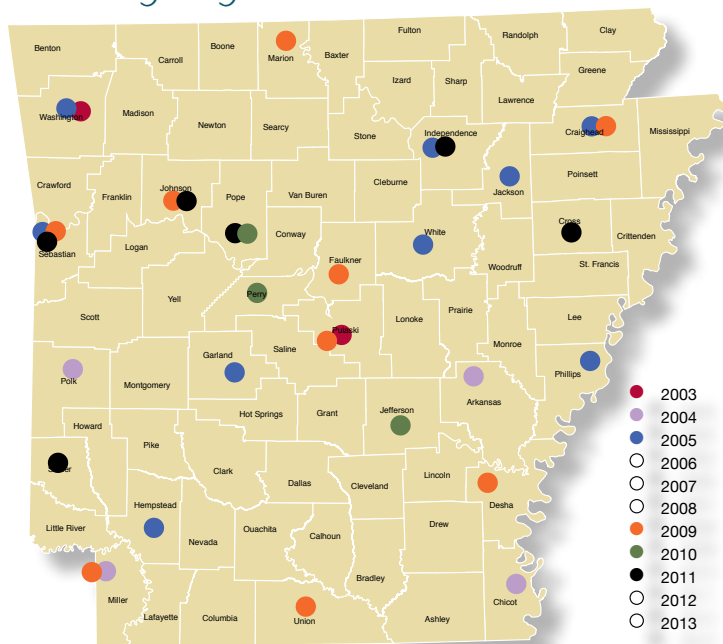 Benton
Carroll
Boone
Marion
Baxter
Fulton
Randolph
Clay
Greene
Izard
Sharp
Lawrence
Washington
Madison
Newton
Searcy
Stone
Independence
Craighead
Mississippi
Crawford
Franklin
Johnson
Pope
Van Buren
Cleburne
Jackson
Poinsett
Sebastian
Logan
Conway
Faulkner
White
Woodruff
Cross
Crittenden
St. Francis
Scott
Yell
Perry
Pulaski
Lonoke
Prairie
Monroe
Lee
Polk
Montgomery
Garland
Saline
Phillips
Arkansas
Howard
Pike
Hot Springs
Grant
Jefferson
Clark
Dallas
Cleveland
Lincoln
Desha
Little River
Hempstead
Nevada
Ouachita
Calhoun
Drew
Bradley
Miller
Lafayette
Columbia
Union
Ashley
Chicot
2003
2004
2005
2006
2007
2008
2009
2010
2011
2012
2013